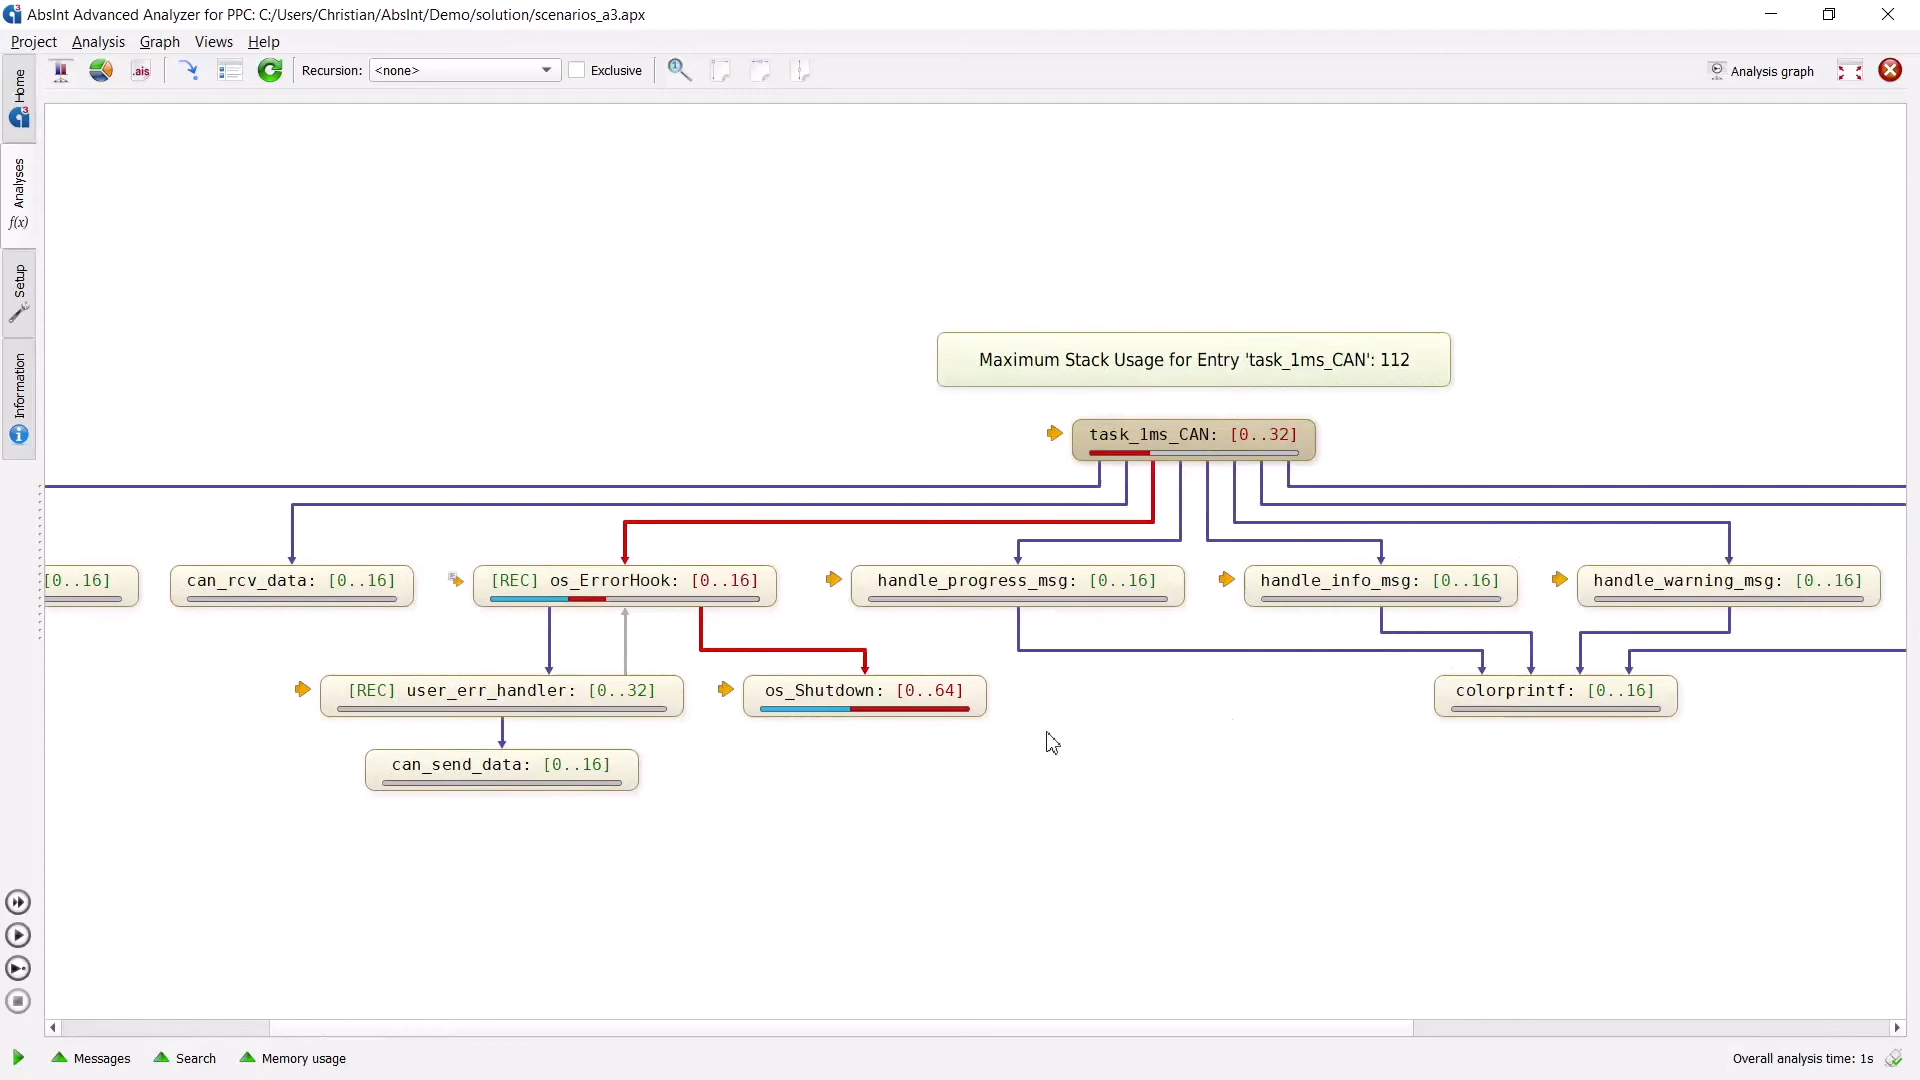 AbsInt Advanced Analyzer for PPC: C:/Users/Christian/AbsInt/Demo/solution/scenarios_a3.apx
Project Analysis Graph Views Help
.ais Recursion: <none> Exclusive Analysis graph
Home
Analyses
f(x)
Setup
Information
Maximum Stack Usage for Entry 'task_1ms_CAN': 112
task_1ms_CAN: [0..32]
[0..16]
can_rcv_data: [0..16]
[REC] os_ErrorHook: [0..16]
handle_progress_msg: [0..16]
handle_info_msg: [0..16]
handle_warning_msg: [0..16]
[REC] user_err_handler: [0..32]
os_Shutdown: [0..64]
colorprintf: [0..16]
can_send_data: [0..16]
Messages Search Memory usage Overall analysis time: 1s